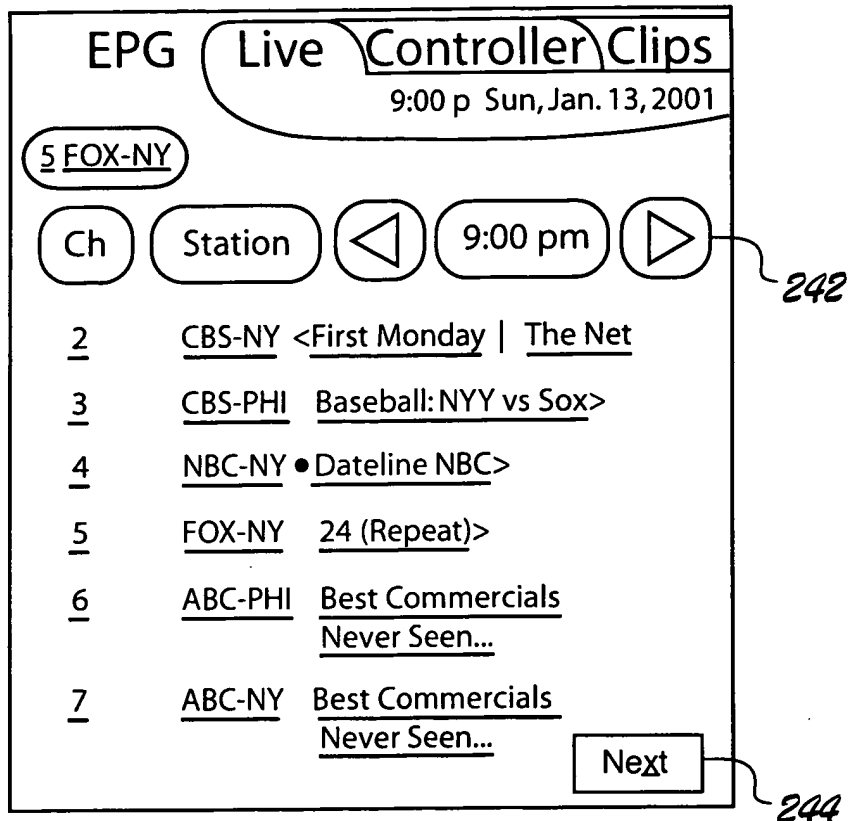 EPG Live Controller Clips
9:00 p Sun, Jan. 13, 2001
5 FOX-NY
Ch Station 9:00 pm
242
2 CBS-NY <First Monday | The Net
3 CBS-PHI Baseball: NYY vs Sox>
4 NBC-NY •Dateline NBC>
5 FOX-NY 24 (Repeat)>
6 ABC-PHI Best Commercials
Never Seen...
7 ABC-NY Best Commercials
Never Seen...
Next
244